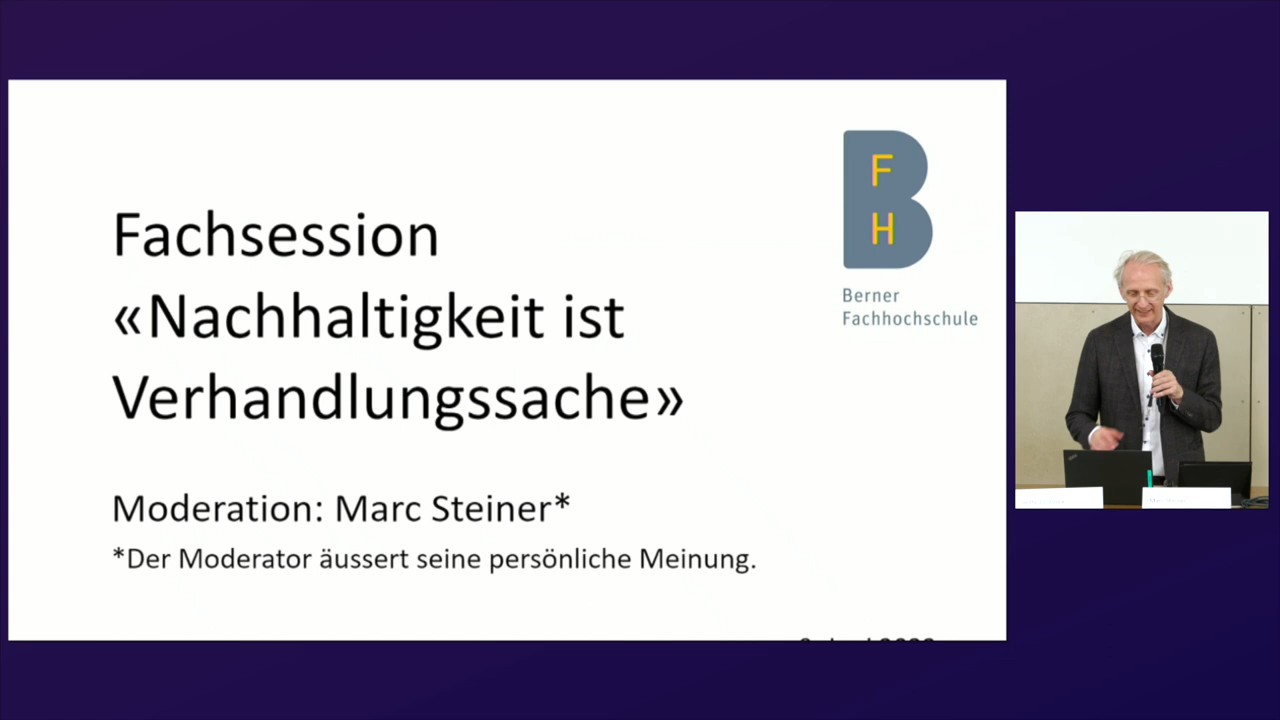 Fachsession
«Nachhaltigkeit ist
Verhandlungssache»
Moderation: Marc Steiner*
*Der Moderator äussert seine persönliche Meinung.
F
H
Berner
Fachhochschule